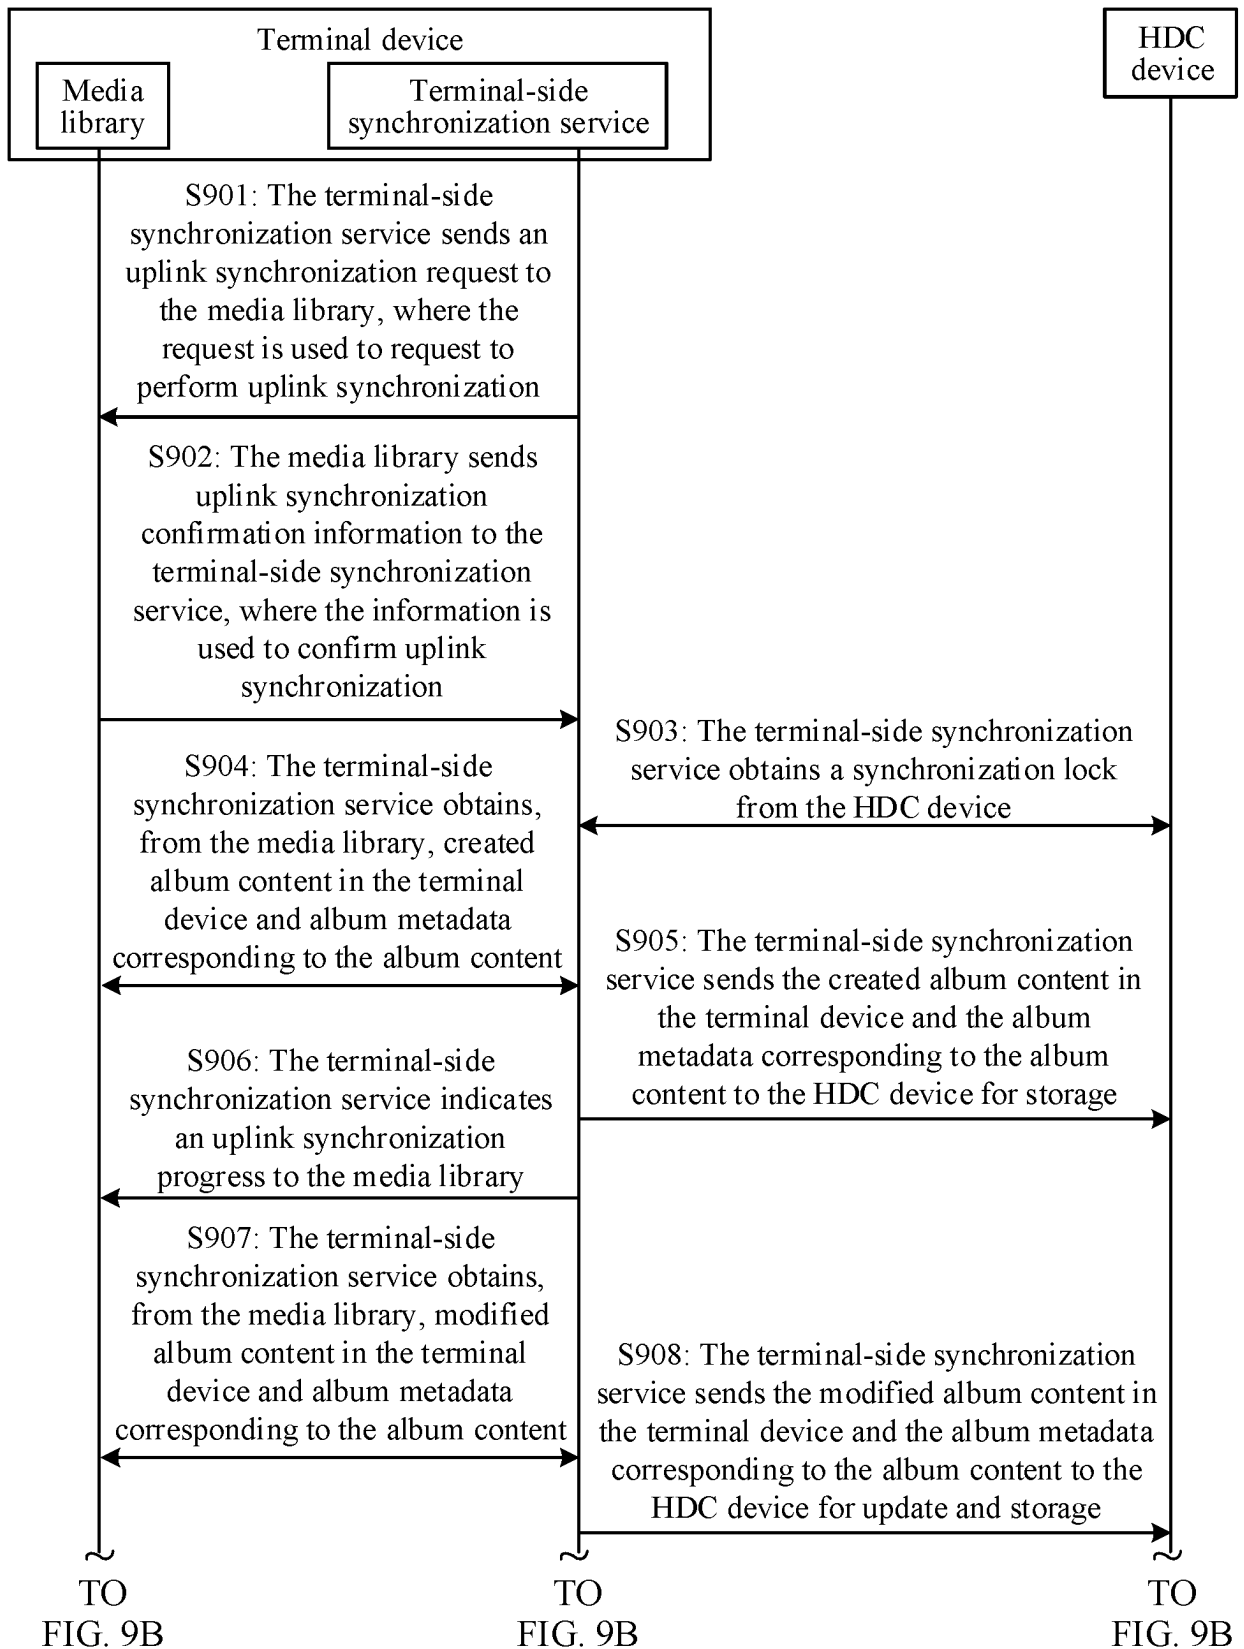 Terminal device
Media
library
Terminal-side
synchronization service
HDC
device
S901: The terminal-side
synchronization service sends an
uplink synchronization request to
the media library, where the
request is used to request to
perform uplink synchronization
S902: The media library sends
uplink synchronization
confirmation information to the
terminal-side synchronization
service, where the information is
used to confirm uplink
synchronization
S903: The terminal-side synchronization
service obtains a synchronization lock
from the HDC device
S904: The terminal-side
synchronization service obtains,
from the media library, created
album content in the terminal
device and album metadata
corresponding to the album content
S905: The terminal-side synchronization
service sends the created album content in
the terminal device and the album
metadata corresponding to the album
content to the HDC device for storage
S906: The terminal-side
synchronization service indicates
an uplink synchronization
progress to the media library
S907: The terminal-side
synchronization service obtains,
from the media library, modified
album content in the terminal
device and album metadata
corresponding to the album content
S908: The terminal-side synchronization
service sends the modified album content in
the terminal device and the album metadata
corresponding to the album content to the
HDC device for update and storage
TO
FIG. 9B
TO
FIG. 9B
TO
FIG. 9B